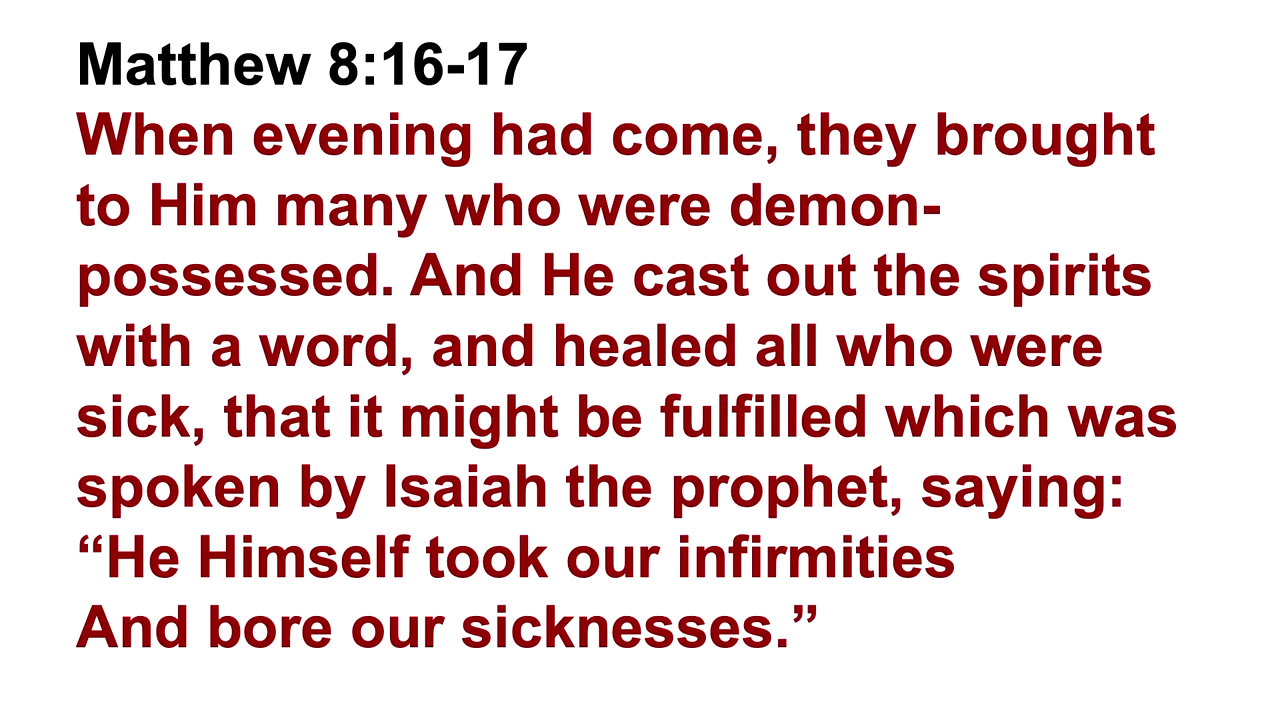 Matthew 8:16-17
When evening had come, they brought
to Him many who were demon-
possessed. And He cast out the spirits
with a word, and healed all who were
sick, that it might be fulfilled which was
spoken by Isaiah the prophet, saying:
“He Himself took our infirmities
And bore our sicknesses.”